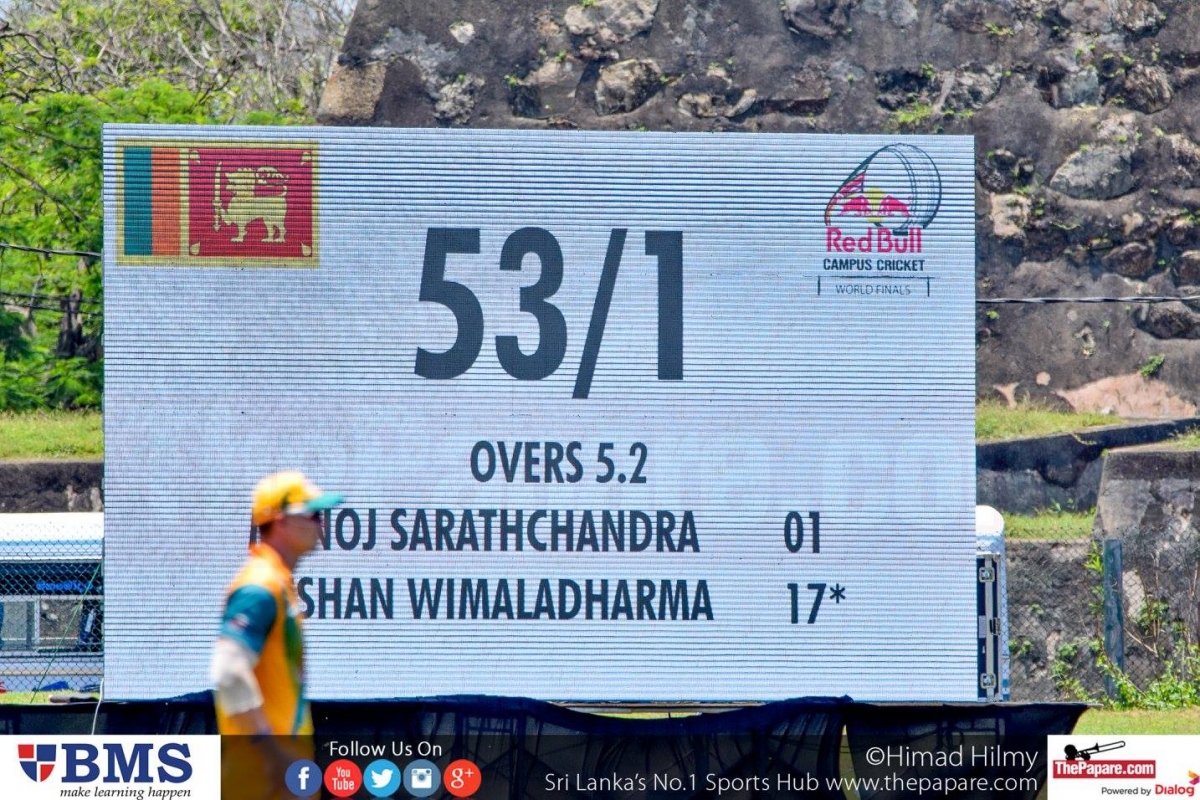 Red Bull
CAMPUS CRICKET
WORLD FINALS
53/1
OVERS 5.2
NOJ SARATHCHANDRA 01
SHAN WIMALADHARMA 17*
BMS
make learning happen
Follow Us On
f You Tube g+
©Himad Hilmy
Sri Lanka's No.1 Sports Hub www.thepapare.com
ThePapare.com
Powered by Dialog